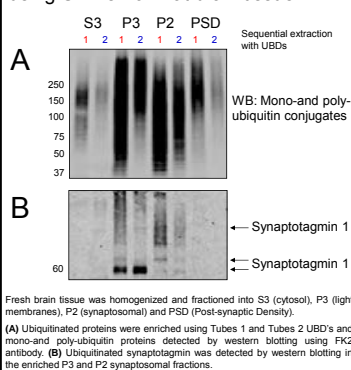 S3 P3 P2 PSD
1 2 1 2 1 2 1 2
Sequential extraction
with UBDs
A
250
150
100
75
50
37
WB: Mono-and poly-
ubiquitin conjugates
B
Synaptotagmin 1
Synaptotagmin 1
60
Fresh brain tissue was homogenized and fractioned into S3 (cytosol), P3 (light
membranes), P2 (synaptosomal) and PSD (Post-synaptic Density).
(A) Ubiquitinated proteins were enriched using Tubes 1 and Tubes 2 UBD's and
mono-and poly-ubiquitin proteins detected by western blotting using FK2
antibody. (B) Ubiquitinated synaptotagmin was detected by western blotting in
the enriched P3 and P2 synaptosomal fractions.